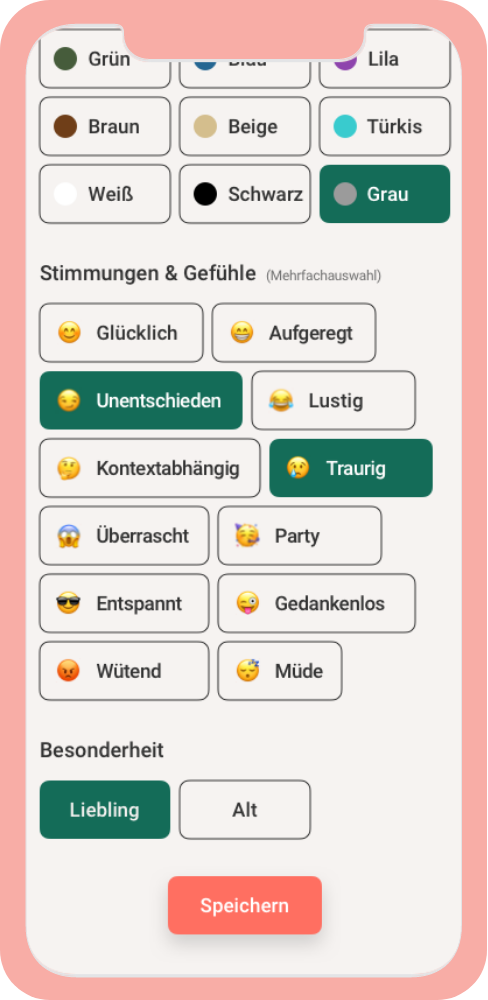 Grün Blau Lila
Braun Beige Türkis
Weiß Schwarz Grau
Stimmungen & Gefühle (Mehrfachauswahl)
Glücklich Aufgeregt
Unentschieden Lustig
Kontextabhängig Traurig
Überrascht Party
Entspannt Gedankenlos
Wütend Müde
Besonderheit
Liebling Alt
Speichern